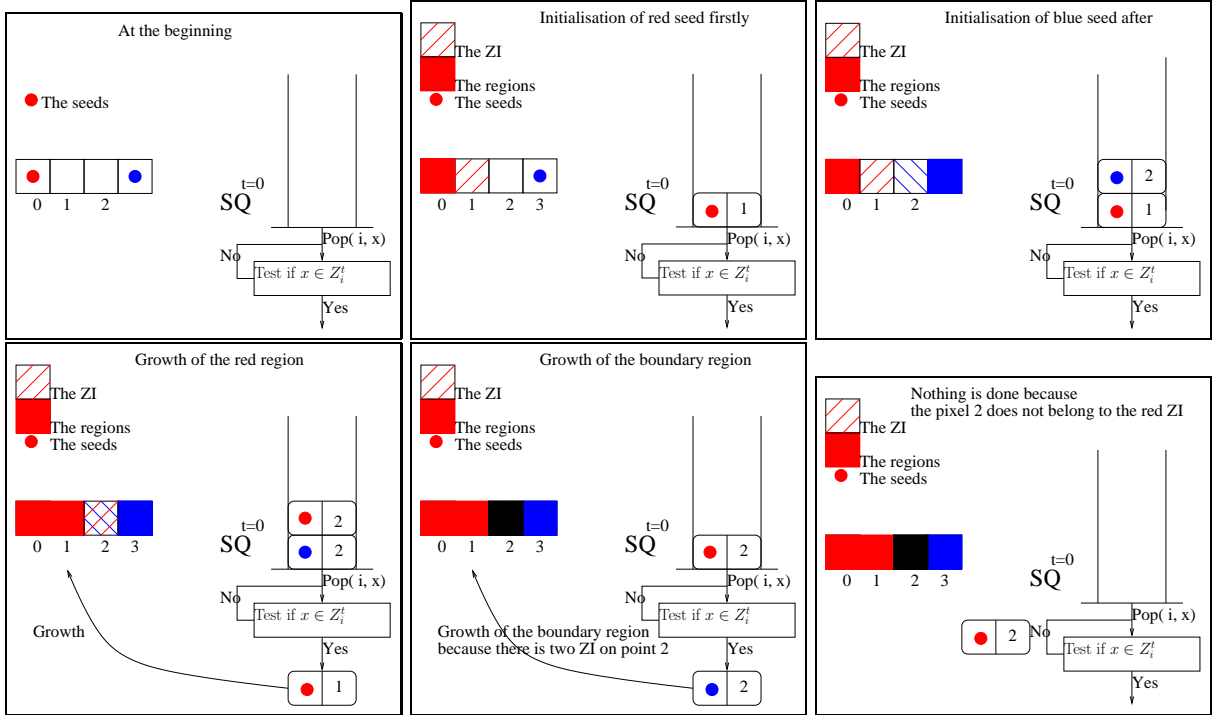 At the beginning
The seeds
0 1 2
t=0
SQ
Pop( i, x)
No
Test if x ∈ Z_i^t
Yes
Initialisation of red seed firstly
The ZI
The regions
The seeds
0 1 2 3
t=0
SQ
1
Pop( i, x)
No
Test if x ∈ Z_i^t
Yes
Initialisation of blue seed after
The ZI
The regions
The seeds
0 1 2
t=0
SQ
2
1
Pop( i, x)
No
Test if x ∈ Z_i^t
Yes
Growth of the red region
The ZI
The regions
The seeds
0 1 2 3
t=0
SQ
2
2
Pop( i, x)
No
Test if x ∈ Z_i^t
Growth
Yes
1
Growth of the boundary region
The ZI
The regions
The seeds
0 1 2 3
t=0
SQ
2
Pop( i, x)
No
Test if x ∈ Z_i^t
Growth of the boundary region
because there is two ZI on point 2
Yes
2
Nothing is done because
the pixel 2 does not belong to the red ZI
The ZI
The regions
The seeds
0 1 2 3
t=0
SQ
Pop( i, x)
2
No
Test if x ∈ Z_i^t
Yes